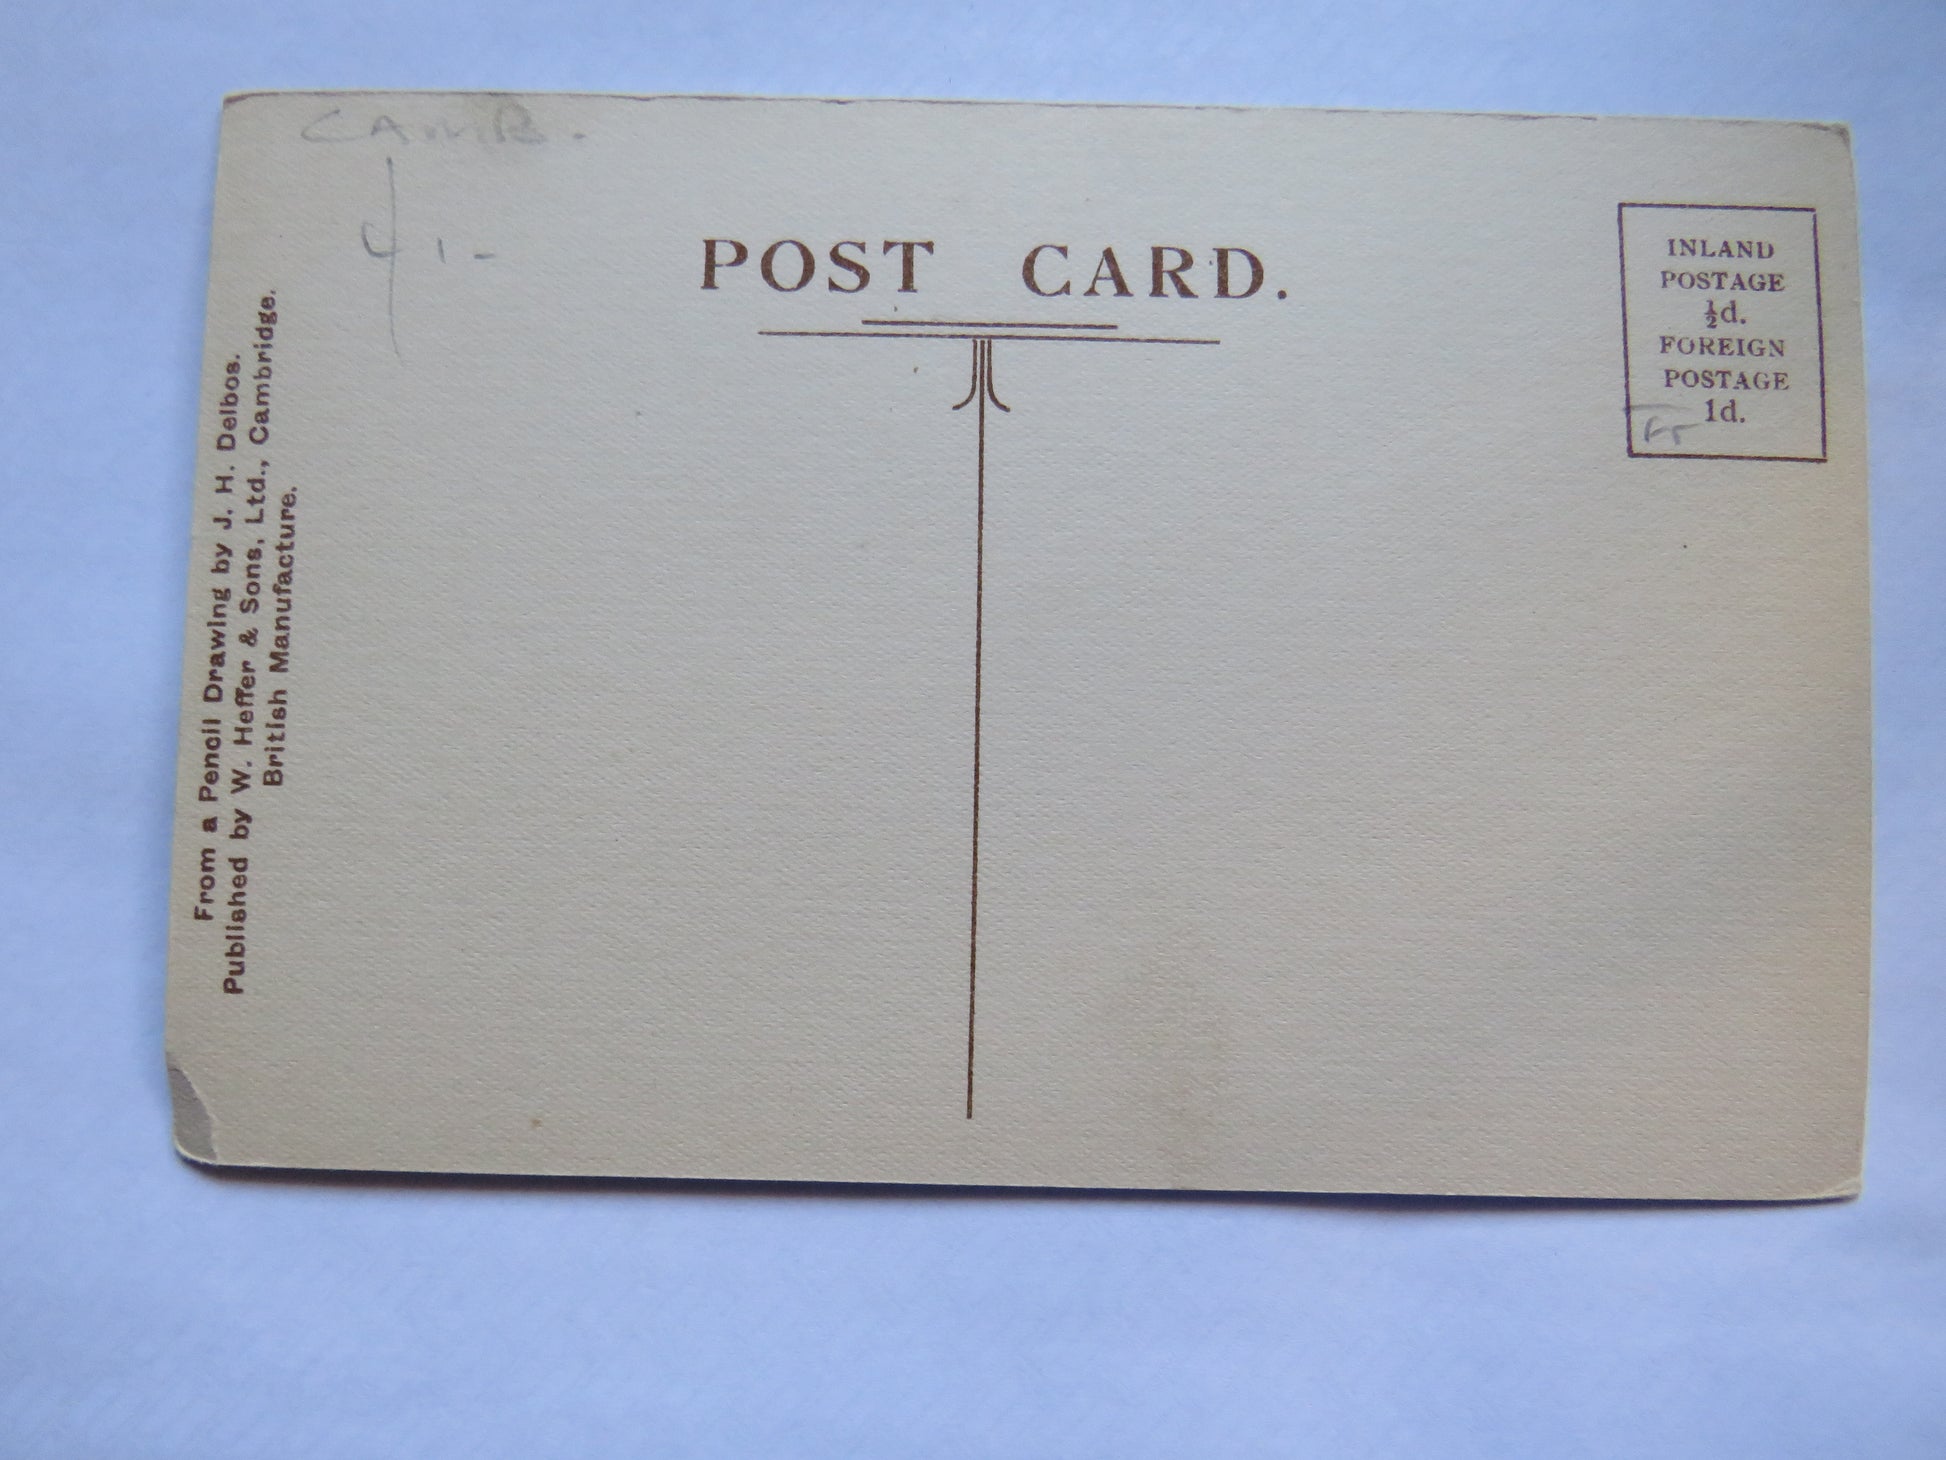 CAMB.
4/-
POST CARD.
INLAND
POSTAGE
½d.
FOREIGN
POSTAGE
1d.
From a Pencil Drawing by J. H. Delbos.
Published by W. Heffer & Sons, Ltd., Cambridge.
British Manufacture.